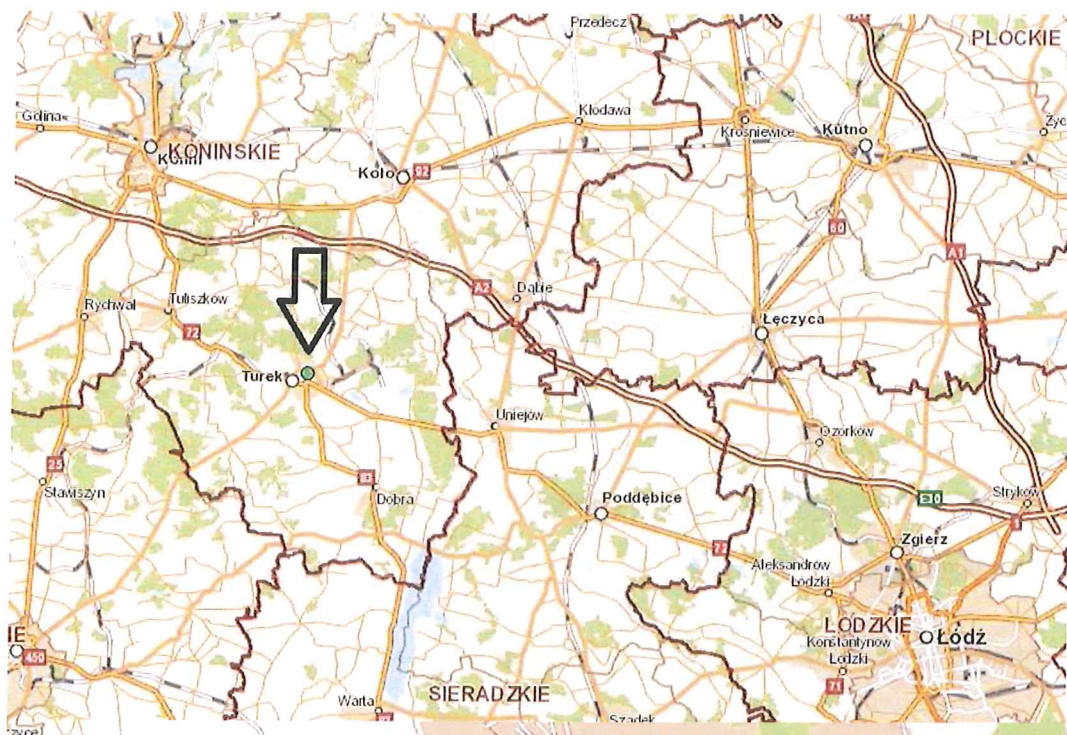 Przedecz
PLOCKIE
Golina
Kłodawa
Krośniewice
Kutno
KONINSKIE
Konin
Koło
92
60
A1
A2
Dąbie
Rychwał
Tuliszków
72
Łęczyca
Turek
Uniejów
Ozorków
25
Stawiszyn
83
Dobra
Poddębice
E30
Stryków
1
Zgierz
72
Aleksandrów
Łódzki
ŁODZKIE
Łódź
Konstantynów
Łódzki
450
71
SIERADZKIE
Warta
Szadek